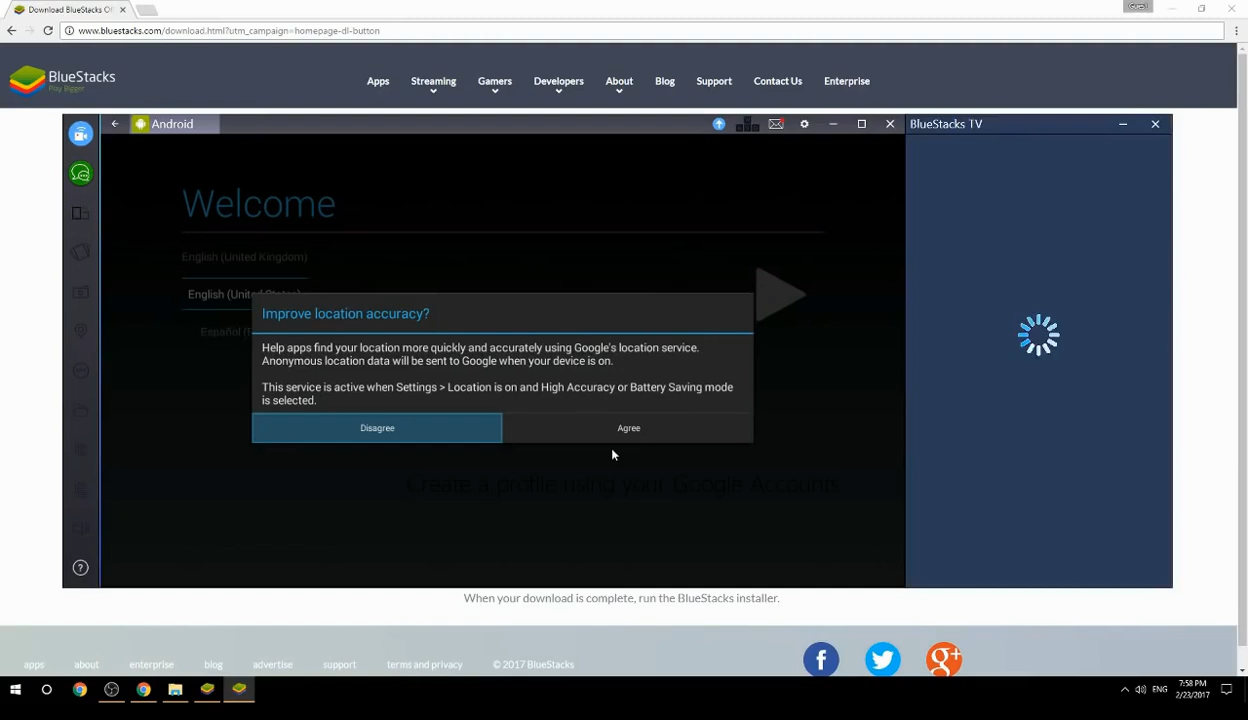 Download BlueStacks Of
Guest
www.bluestacks.com/download.html?utm_campaign=homepage-dl-button
BlueStacks
Play Bigger
Apps Streaming Gamers Developers About Blog Support Contact Us Enterprise
Android
BlueStacks TV
Welcome
English (United Kingdom)
English (United States)
Español (
Improve location accuracy?
Help apps find your location more quickly and accurately using Google's location service.
Anonymous location data will be sent to Google when your device is on.
This service is active when Settings > Location is on and High Accuracy or Battery Saving mode
is selected.
Disagree Agree
Create a profile using your Google Accounts
When your download is complete, run the BlueStacks installer.
apps about enterprise blog advertise support terms and privacy © 2017 BlueStacks
ENG
7:58 PM
2/23/2017